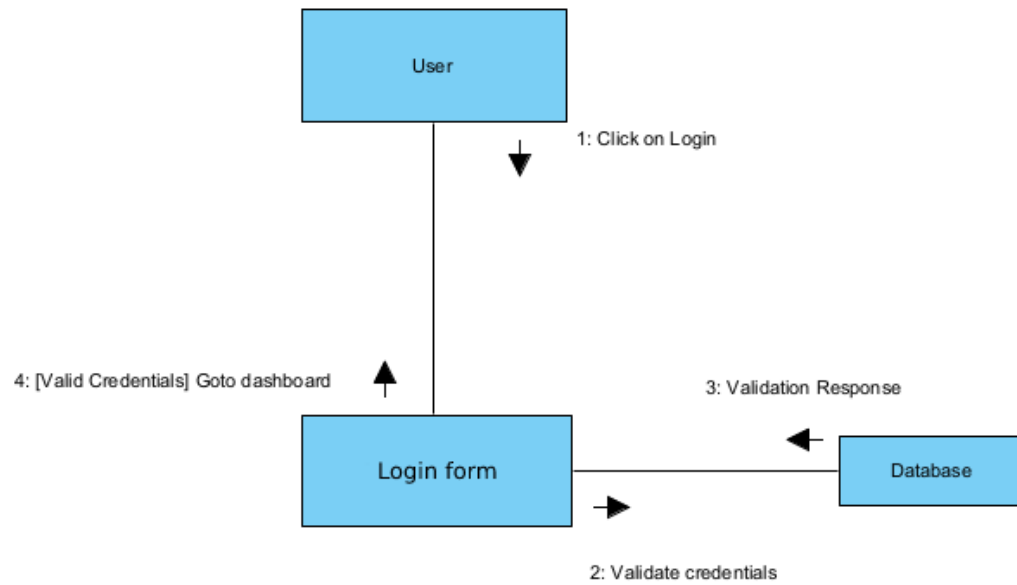 User
1: Click on Login
4: [Valid Credentials] Goto dashboard
3: Validation Response
Login form
Database
2: Validate credentials